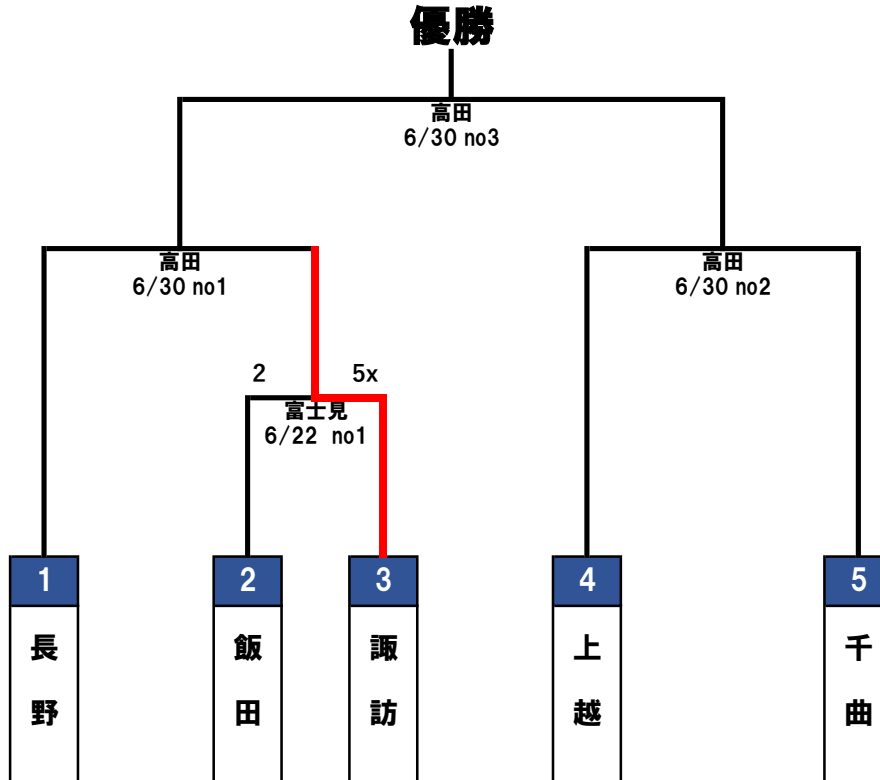 優勝
高田
6/30 no3
高田
6/30 no1
高田
6/30 no2
2
5x
富士見
6/22 no1
1
2
3
4
5
長野
飯田
諏訪
上越
千曲